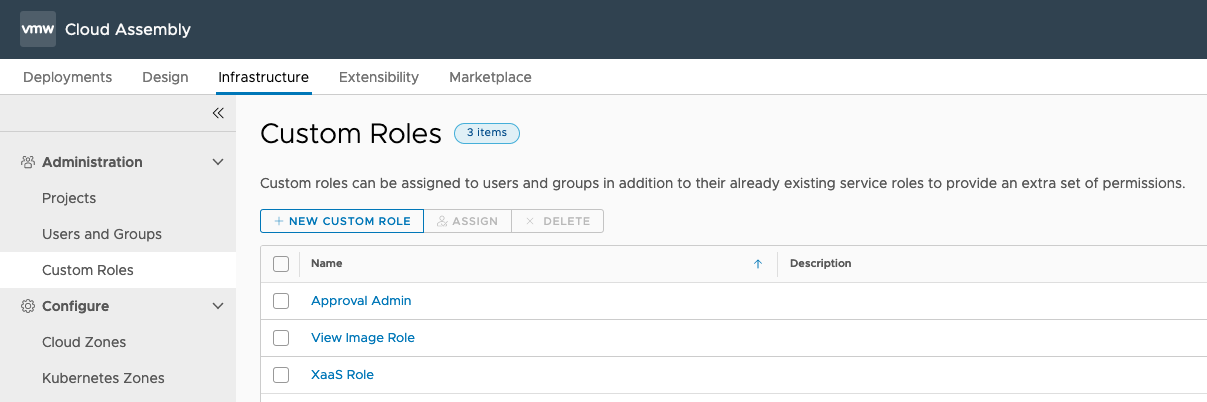 vmw Cloud Assembly
Deployments Design Infrastructure Extensibility Marketplace
Administration
Projects
Users and Groups
Custom Roles
Configure
Cloud Zones
Kubernetes Zones
Custom Roles 3 items
Custom roles can be assigned to users and groups in addition to their already existing service roles to provide an extra set of permissions.
+ NEW CUSTOM ROLE ASSIGN × DELETE
Name ↑ Description
Approval Admin
View Image Role
XaaS Role